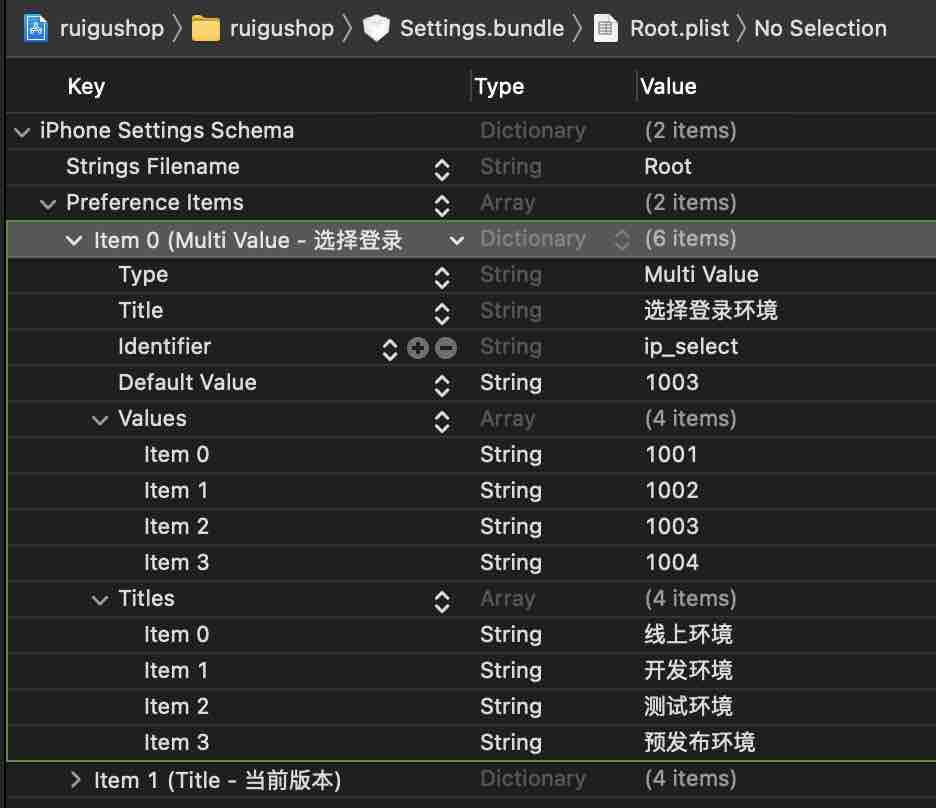 ruigushop 〉 ruigushop 〉 Settings.bundle 〉 Root.plist 〉 No Selection
Key Type Value
iPhone Settings Schema Dictionary (2 items)
Strings Filename String Root
Preference Items Array (2 items)
Item 0 (Multi Value - 选择登录 Dictionary (6 items)
Type String Multi Value
Title String 选择登录环境
Identifier String ip_select
Default Value String 1003
Values Array (4 items)
Item 0 String 1001
Item 1 String 1002
Item 2 String 1003
Item 3 String 1004
Titles Array (4 items)
Item 0 String 线上环境
Item 1 String 开发环境
Item 2 String 测试环境
Item 3 String 预发布环境
Item 1 (Title - 当前版本) Dictionary (4 items)